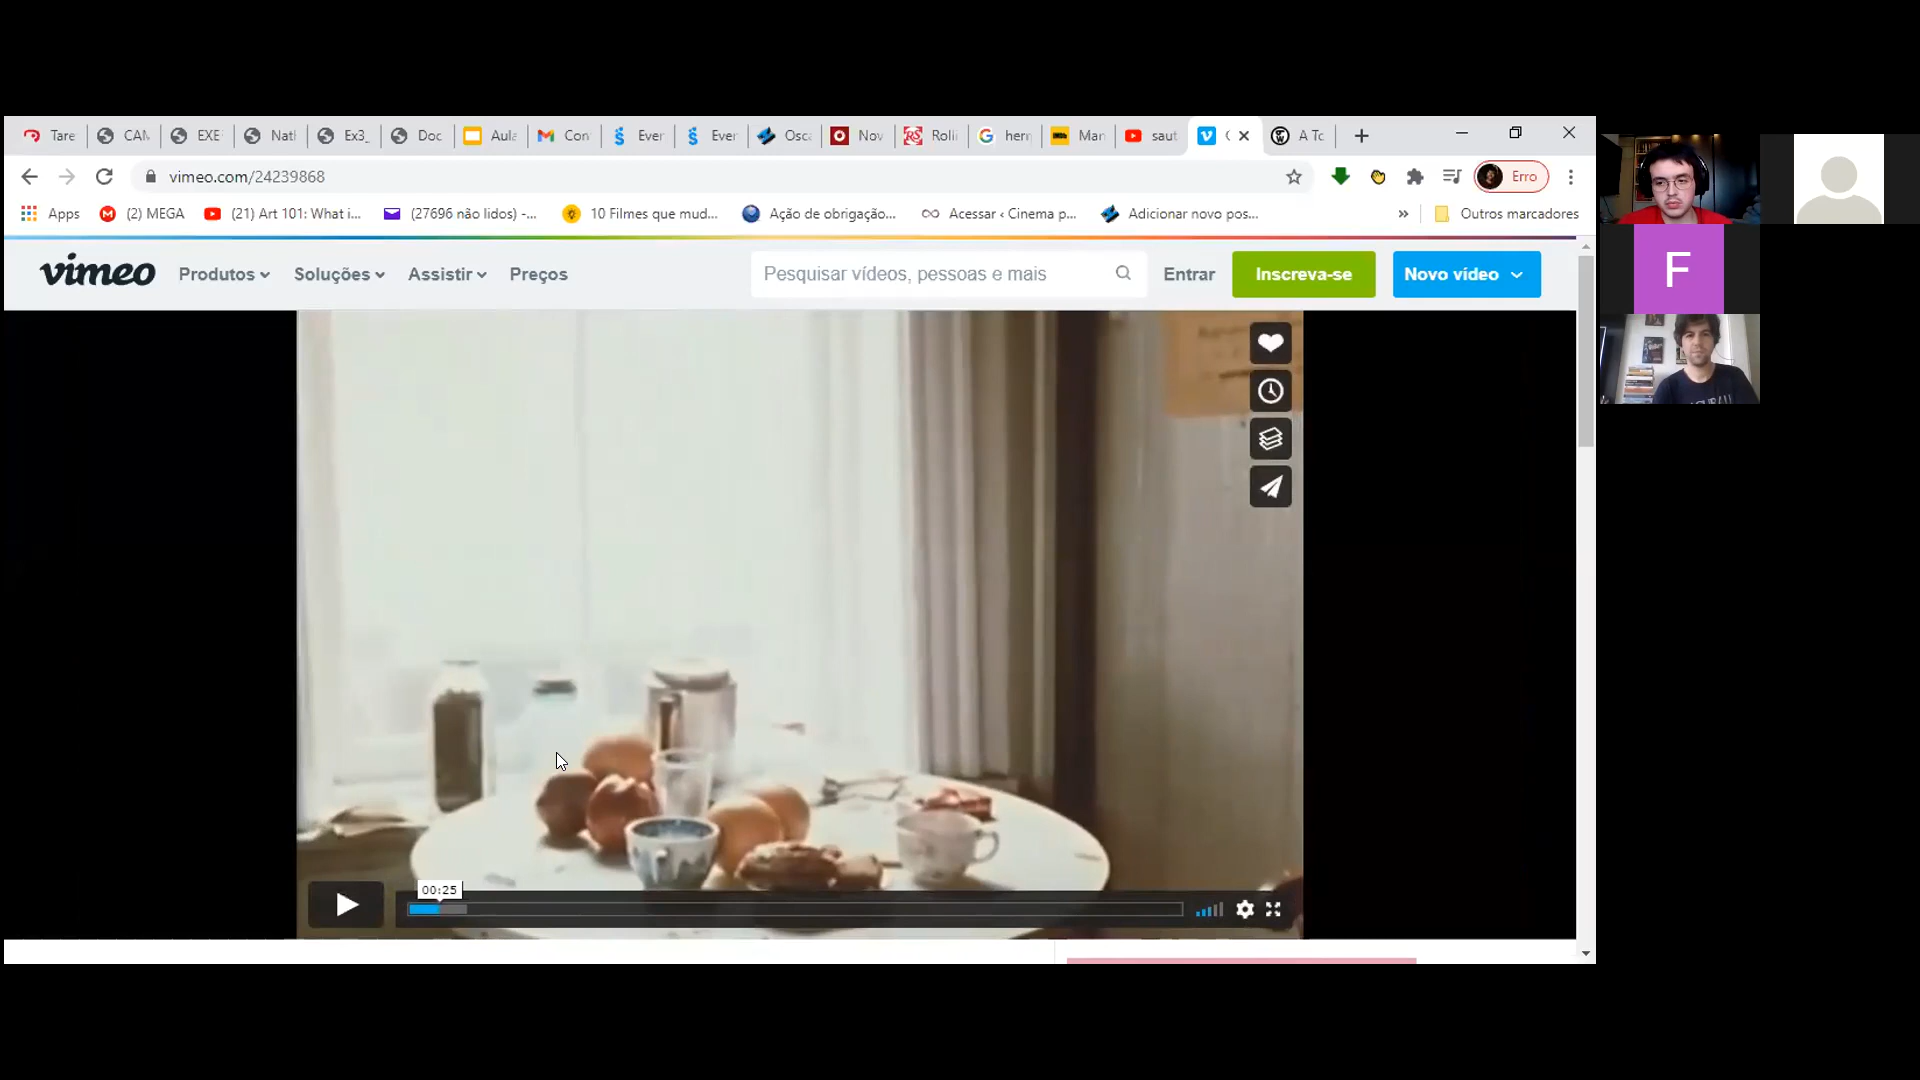 Tare CAN EXE Natl Ex3_ Doc Aula Con Ever Ever Osca Nov Rolli herr Man saut A Tc
vimeo.com/24239868 Erro
Apps (2) MEGA (21) Art 101: What i... (27696 não lidos) -... 10 Filmes que mud... Ação de obrigação... Acessar ‹ Cinema p... Adicionar novo pos... » Outros marcadores
vimeo Produtos Soluções Assistir Preços Pesquisar vídeos, pessoas e mais Entrar Inscreva-se Novo vídeo
F
00:25